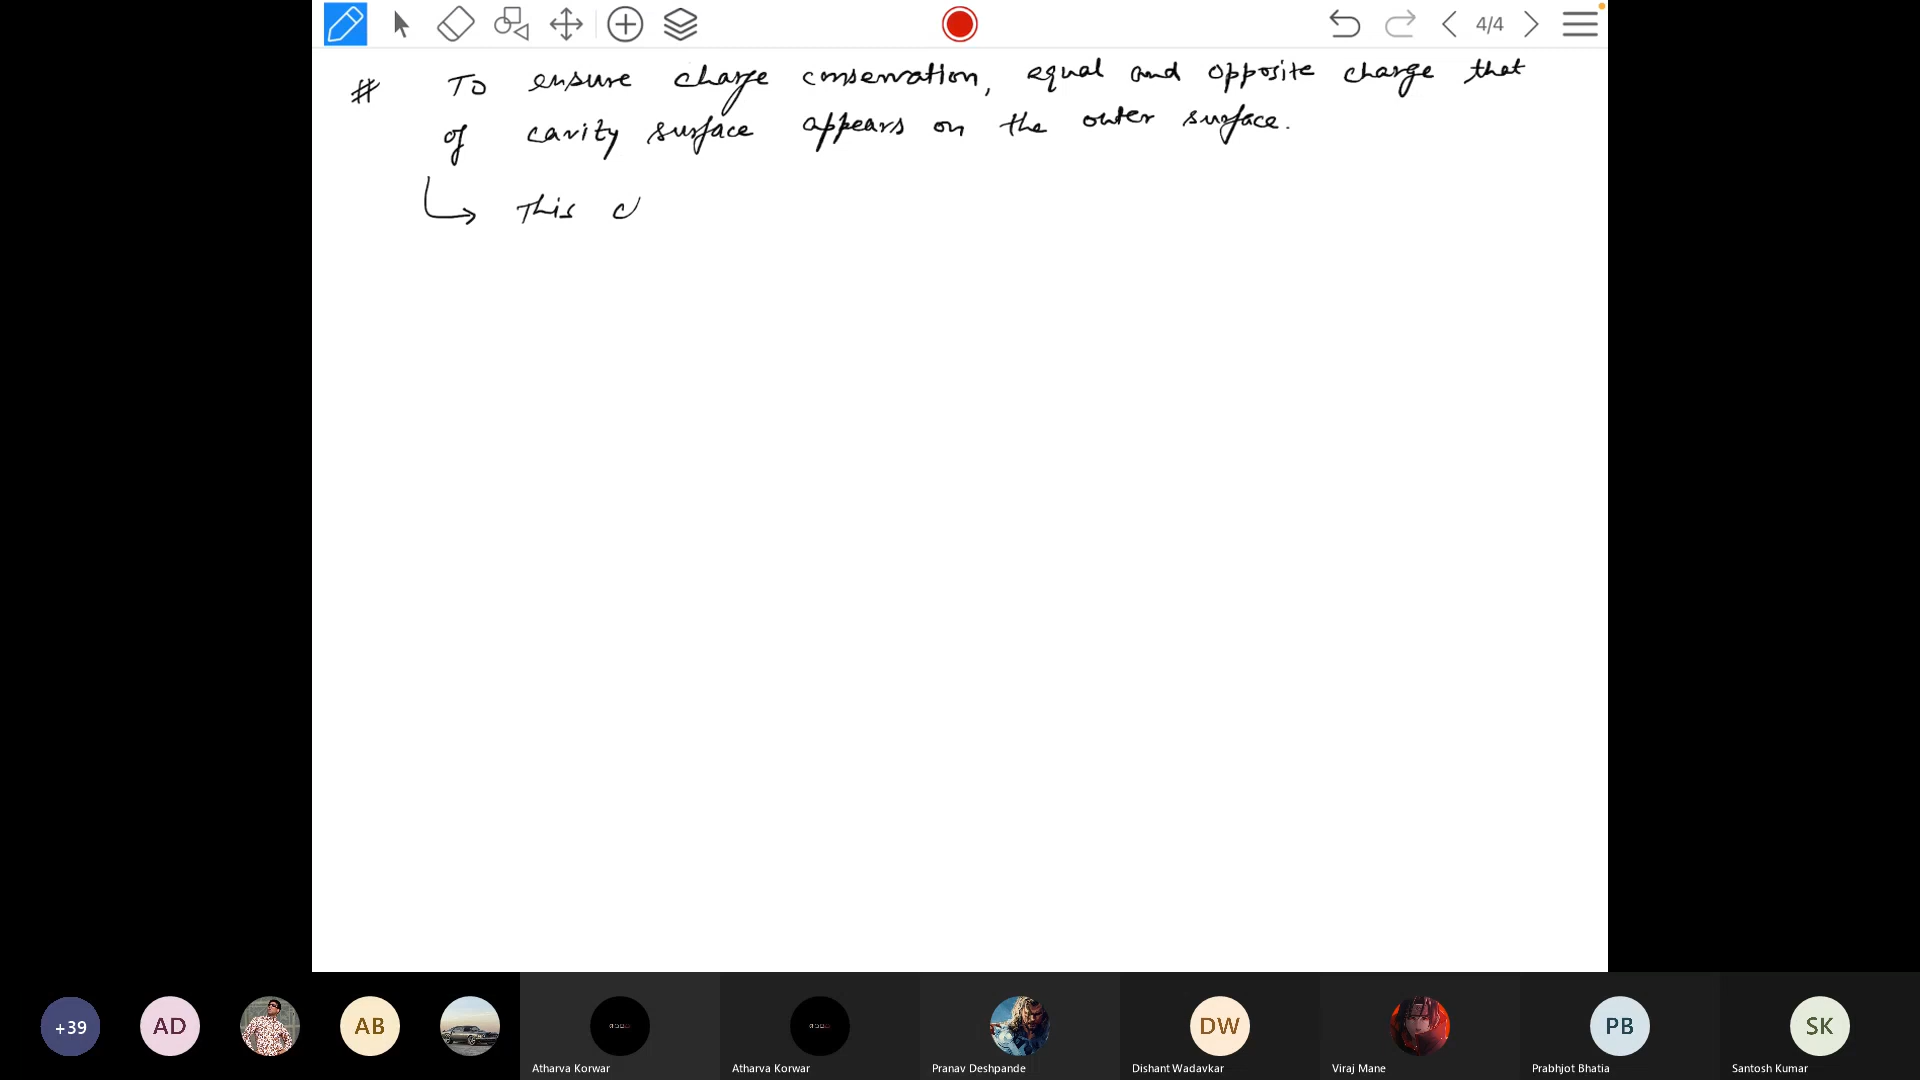 4/4
# To ensure charge conservation, equal and opposite charge that
of cavity surface appears on the outer surface.
This c
+39
AD
AB
DW
PB
SK
Atharva Korwar
Atharva Korwar
Pranav Deshpande
Dishant Wadavkar
Viraj Mane
Prabhjot Bhatia
Santosh Kumar